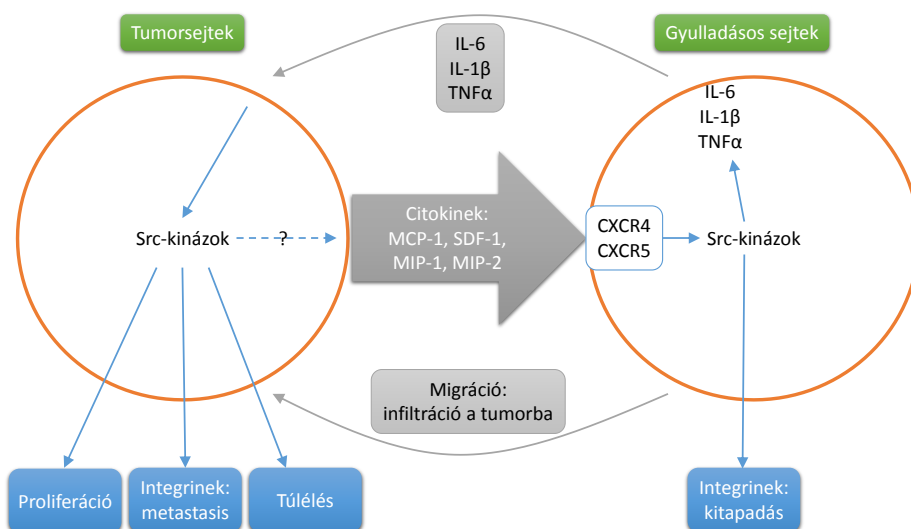 Tumorsejtek
IL-6
IL-1β
TNFα
Gyulladásos sejtek
IL-6
IL-1β
TNFα
Src-kinázok
?
Citokinek:
MCP-1, SDF-1,
MIP-1, MIP-2
CXCR4
CXCR5
Src-kinázok
Migráció:
infiltráció a tumorba
Proliferáció
Integrinek:
metastasis
Túlélés
Integrinek:
kitapadás